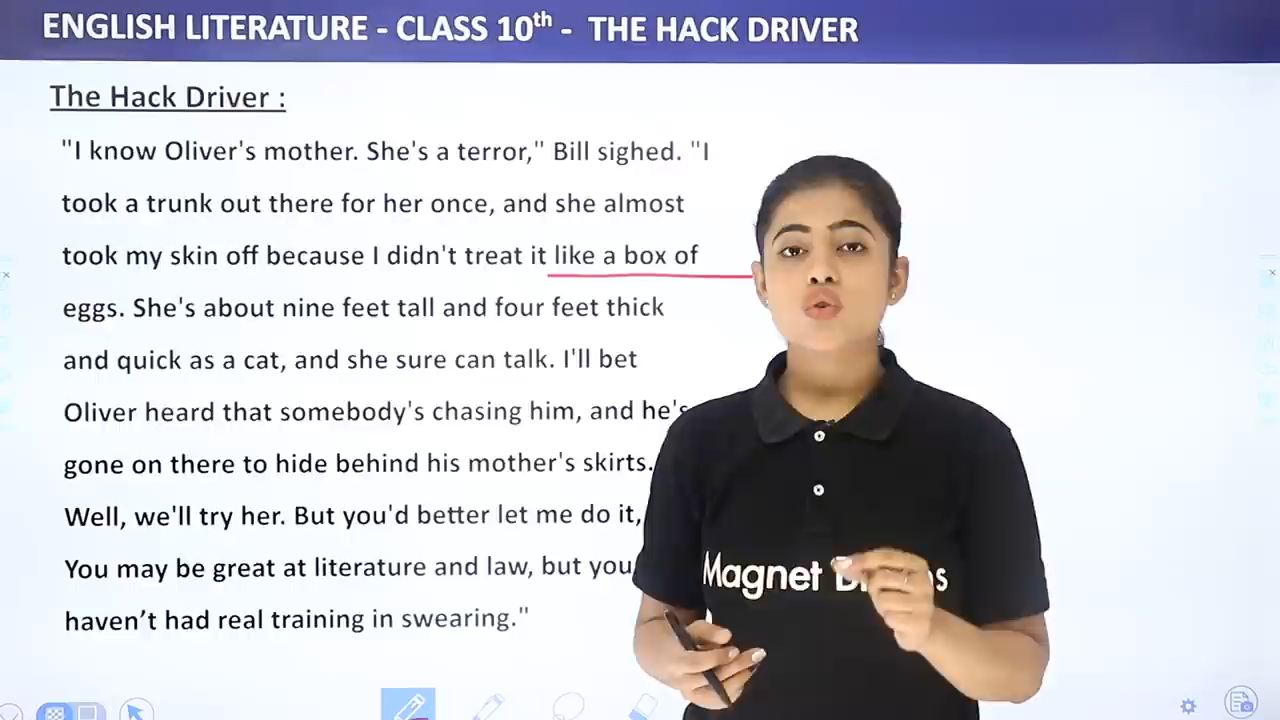 ENGLISH LITERATURE - CLASS 10th - THE HACK DRIVER
The Hack Driver :
"I know Oliver's mother. She's a terror," Bill sighed. "I
took a trunk out there for her once, and she almost
took my skin off because I didn't treat it like a box of
eggs. She's about nine feet tall and four feet thick
and quick as a cat, and she sure can talk. I'll bet
Oliver heard that somebody's chasing him, and he's
gone on there to hide behind his mother's skirts.
Well, we'll try her. But you'd better let me do it,
You may be great at literature and law, but you
haven’t had real training in swearing."
Magnet